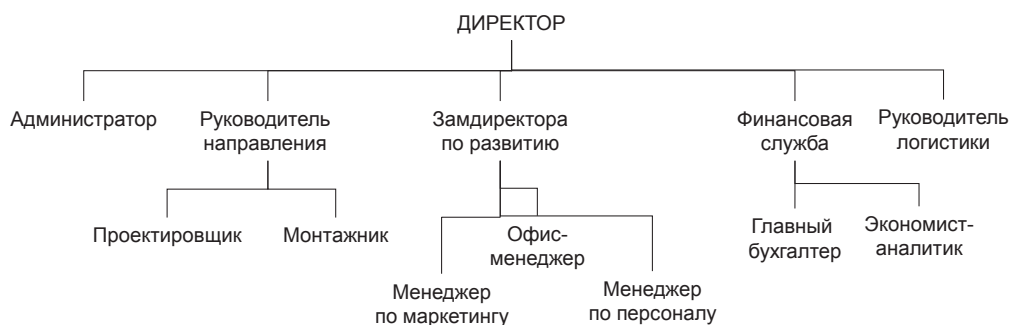 ДИРЕКТОР
Администратор
Руководитель
направления
Замдиректора
по развитию
Финансовая
служба
Руководитель
логистики
Проектировщик
Монтажник
Офис-
менеджер
Главный
бухгалтер
Экономист-
аналитик
Менеджер
по маркетингу
Менеджер
по персоналу